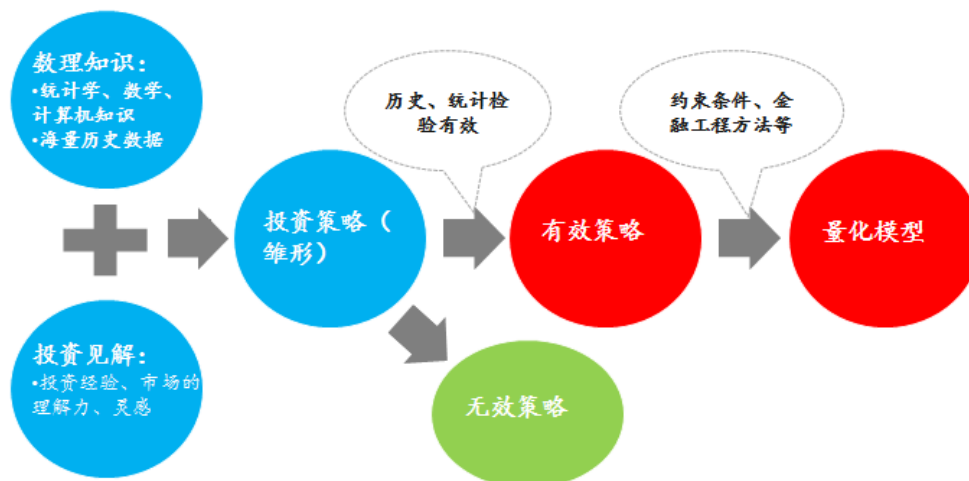 数理知识：
•统计学、数学、
计算机知识
•海量历史数据
投资见解：
•投资经验、市场的
理解力、灵感
投资策略（
雏形）
历史、统计检
验有效
有效策略
无效策略
约束条件、金
融工程方法等
量化模型